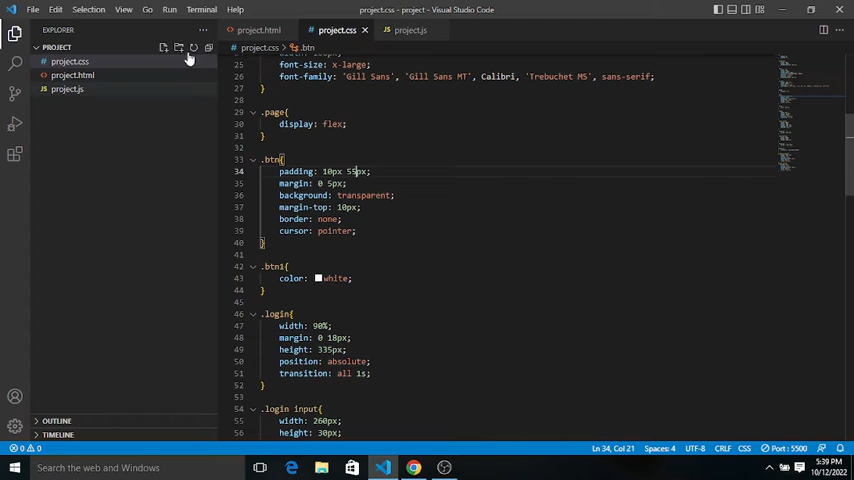 File Edit Selection View Go Run Terminal ···
project.css - project - Visual Studio Code
EXPLORER
PROJECT
# project.css
<> project.html
JS project.js
OUTLINE
TIMELINE
<> project.html # project.css JS project.js
# project.css > .btn
25 font-size: x-large;
26 font-family: 'Gill Sans', 'Gill Sans MT', Calibri, 'Trebuchet MS', sans-serif;
27 }
28
29 .page{
30 display: flex;
31 }
32
33 .btn{
34 padding: 10px 55px;
35 margin: 0 5px;
36 background: transparent;
37 margin-top: 10px;
38 border: none;
39 cursor: pointer;
40 }
41
42 .btn1{
43 color: white;
44 }
45
46 .login{
47 width: 90%;
48 margin: 0 18px;
49 height: 335px;
50 position: absolute;
51 transition: all 1s;
52 }
53
54 .login input{
55 width: 260px;
56 height: 30px;
0 0 Ln 34, Col 21 Spaces: 4 UTF-8 CRLF CSS Port : 5500
Search the web and Windows
5:39 PM
10/12/2022